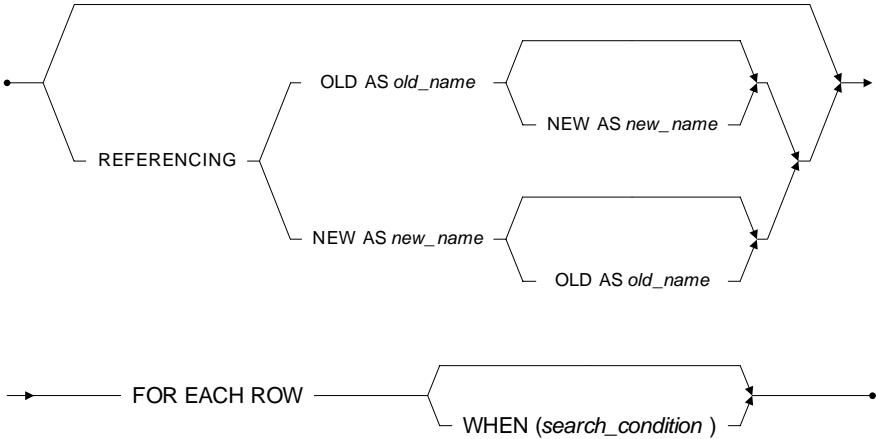 OLD AS old_name
NEW AS new_name
REFERENCING
NEW AS new_name
OLD AS old_name
FOR EACH ROW
WHEN (search_condition )